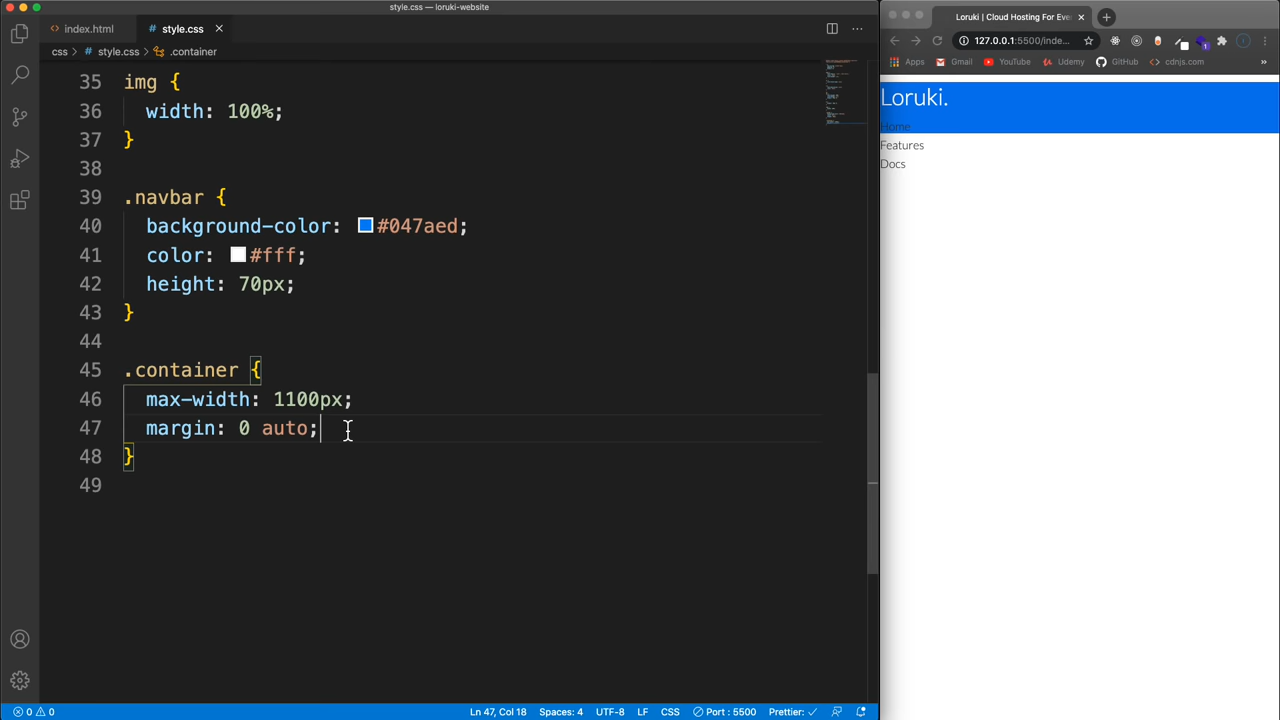 style.css — loruki-website
index.html
style.css
css > style.css > .container
35 img {
36 width: 100%;
37 }
38
39 .navbar {
40 background-color: #047aed;
41 color: #fff;
42 height: 70px;
43 }
44
45 .container {
46 max-width: 1100px;
47 margin: 0 auto;
48 }
49
0 0
Ln 47, Col 18
Spaces: 4
UTF-8
LF
CSS
Port : 5500
Prettier:
Loruki | Cloud Hosting For Eve
127.0.0.1:5500/inde...
Apps
Gmail
YouTube
Udemy
GitHub
cdnjs.com
»
Loruki.
Home
Features
Docs